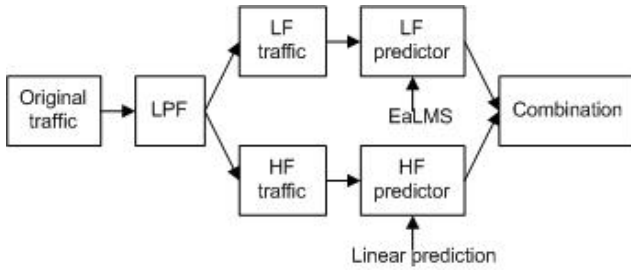 Original
traffic
LPF
LF
traffic
LF
predictor
EaLMS
HF
traffic
HF
predictor
Linear prediction
Combination